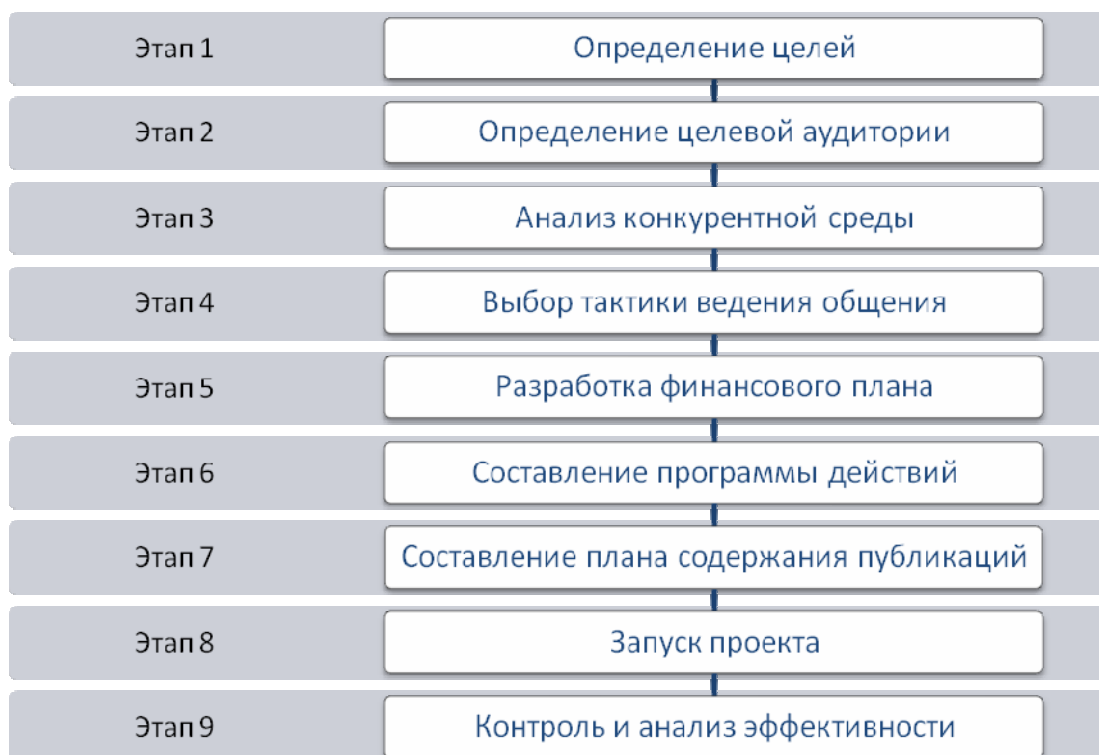 Этап 1
Определение целей
Этап 2
Определение целевой аудитории
Этап 3
Анализ конкурентной среды
Этап 4
Выбор тактики ведения общения
Этап 5
Разработка финансового плана
Этап 6
Составление программы действий
Этап 7
Составление плана содержания публикаций
Этап 8
Запуск проекта
Этап 9
Контроль и анализ эффективности